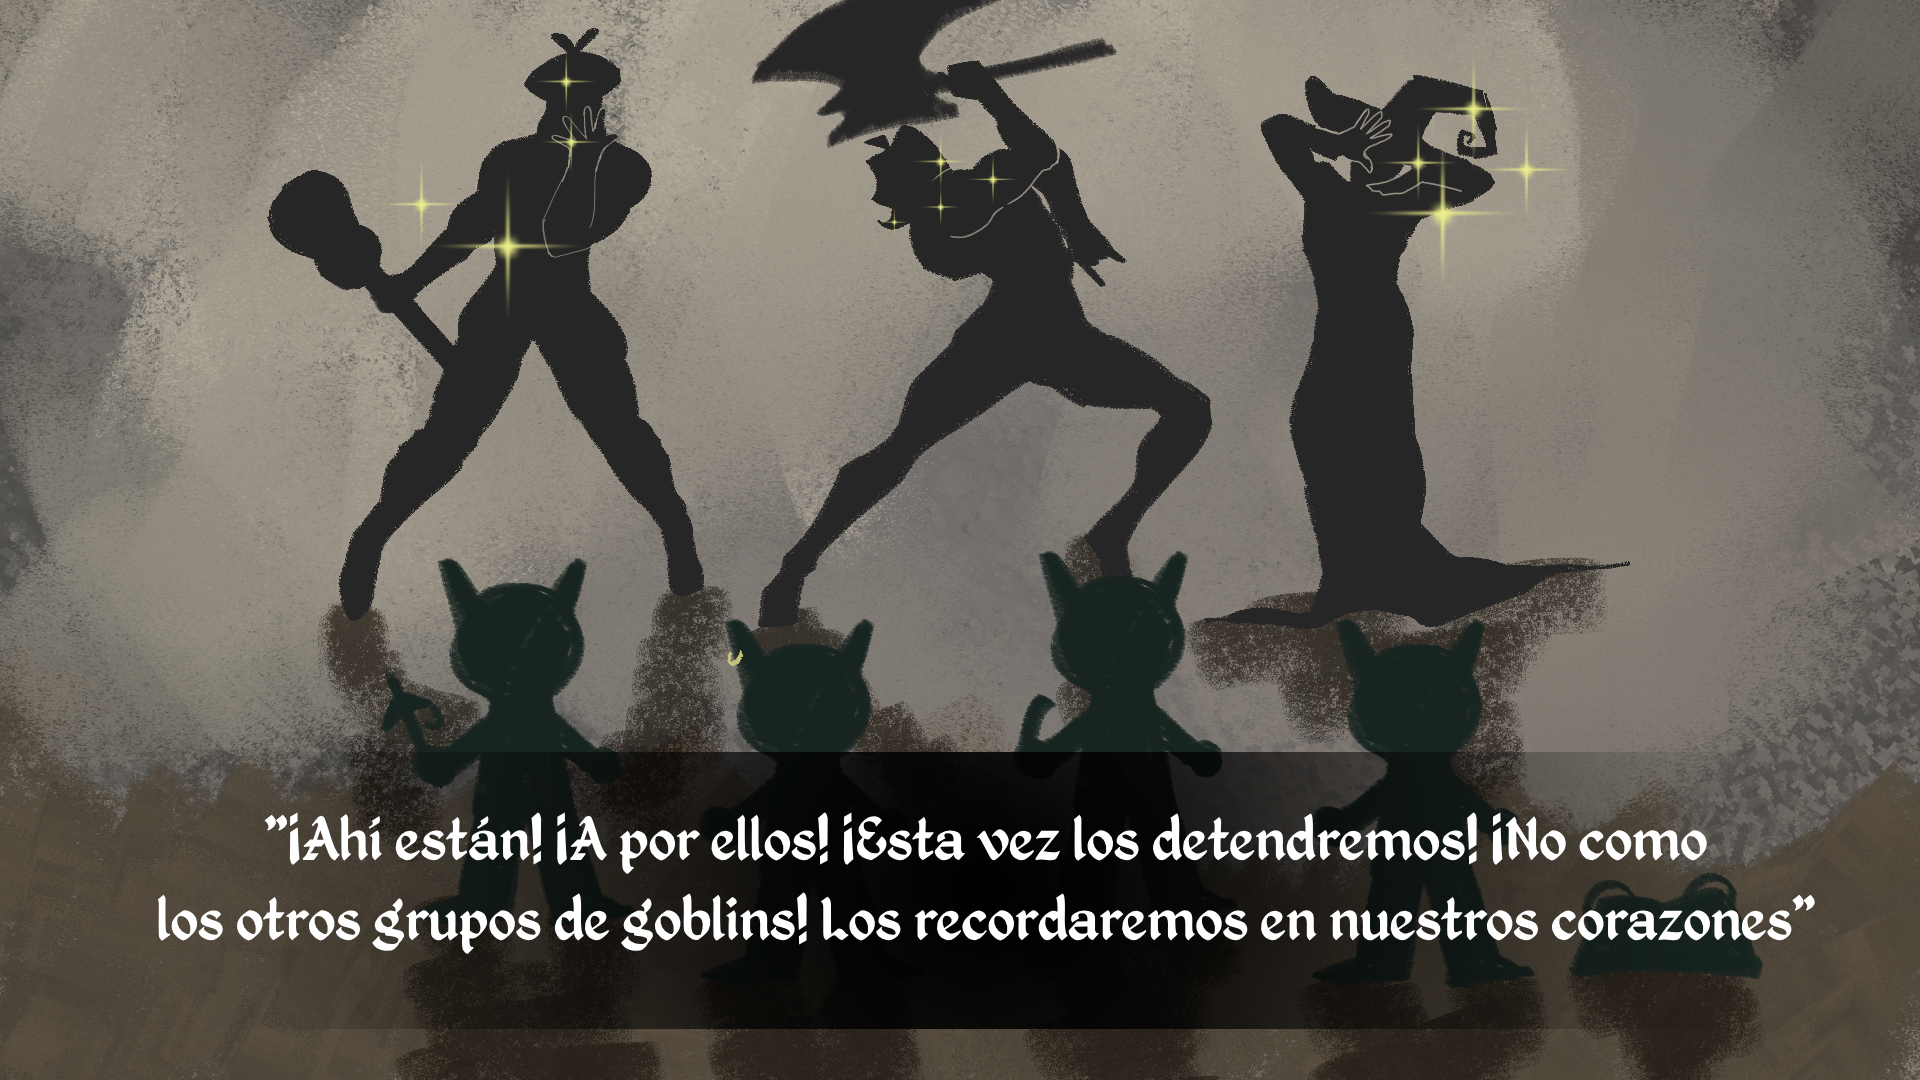 "¡Ahí están! ¡A por ellos! ¡Esta vez los detendremos! ¡No como
los otros grupos de goblins! Los recordaremos en nuestros corazones"